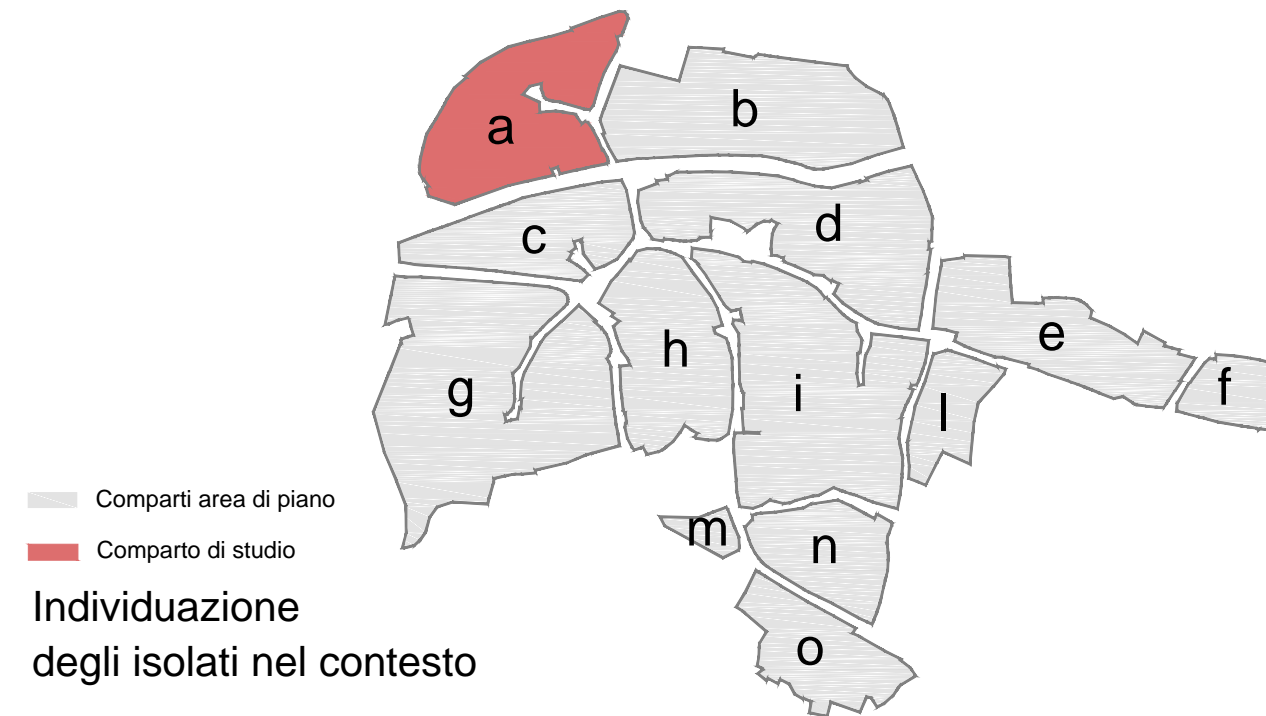 a
b
c
d
e
f
g
h
i
l
m
n
o
Comparti area di piano
Comparto di studio
Individuazione
degli isolati nel contesto